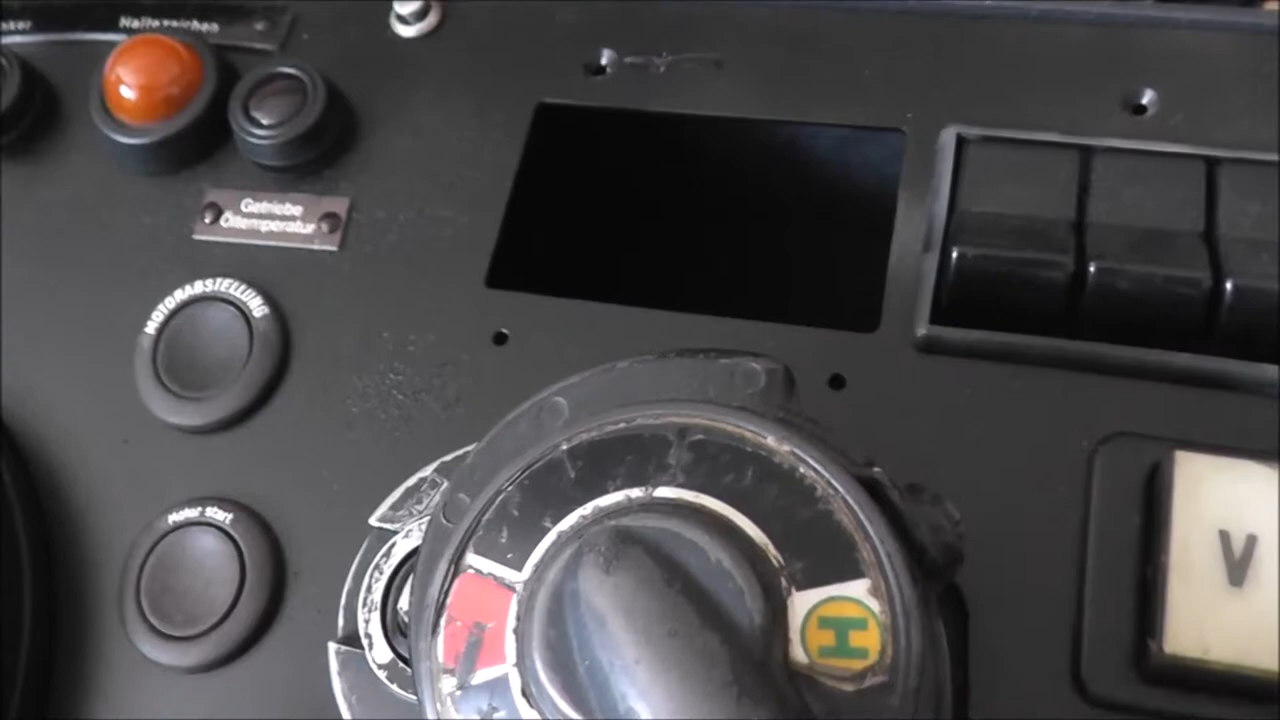 Haltezeichen
Getriebe
Öltemperatur
MOTORABSTELLUNG
Motor start
H
V